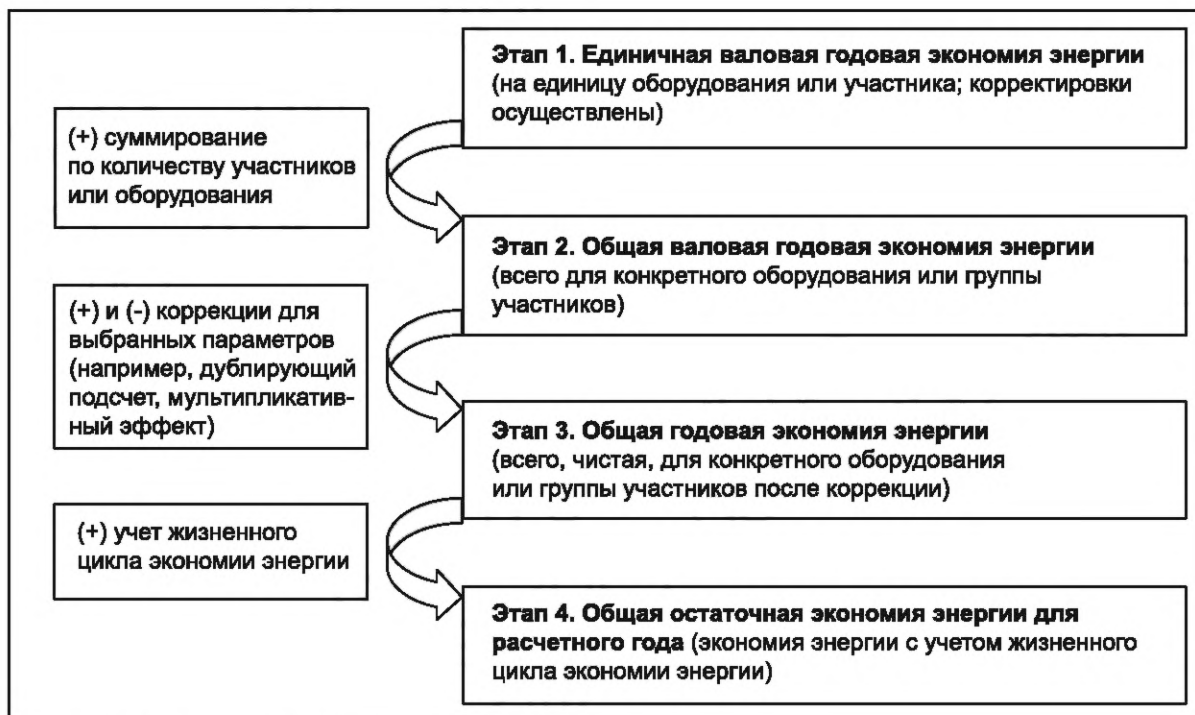 Этап 1. Единичная валовая годовая экономия энергии
(на единицу оборудования или участника; корректировки
осуществлены)
(+) суммирование
по количеству участников
или оборудования
Этап 2. Общая валовая годовая экономия энергии
(всего для конкретного оборудования или группы
участников)
(+) и (-) коррекции для
выбранных параметров
(например, дублирующий
подсчет, мультипликатив-
ный эффект)
Этап 3. Общая годовая экономия энергии
(всего, чистая, для конкретного оборудования
или группы участников после коррекции)
(+) учет жизненного
цикла экономии энергии
Этап 4. Общая остаточная экономия энергии для
расчетного года (экономия энергии с учетом жизненного
цикла экономии энергии)